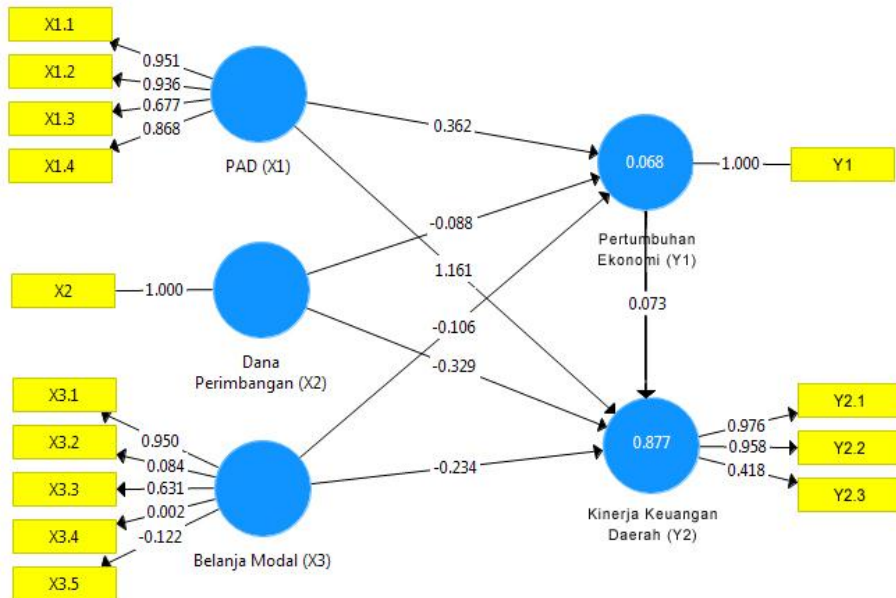 X1.1
X1.2
X1.3
X1.4
0.951
0.936
0.677
0.868
PAD (X1)
0.362
0.068
1.000
Y1
Pertumbuhan
Ekonomi (Y1)
-0.088
1.161
X2
1.000
Dana
Perimbangan (X2)
-0.106
-0.329
0.073
X3.1
X3.2
X3.3
X3.4
X3.5
0.950
0.084
0.631
0.002
-0.122
Belanja Modal (X3)
-0.234
0.877
Kinerja Keuangan
Daerah (Y2)
0.976
0.958
0.418
Y2.1
Y2.2
Y2.3